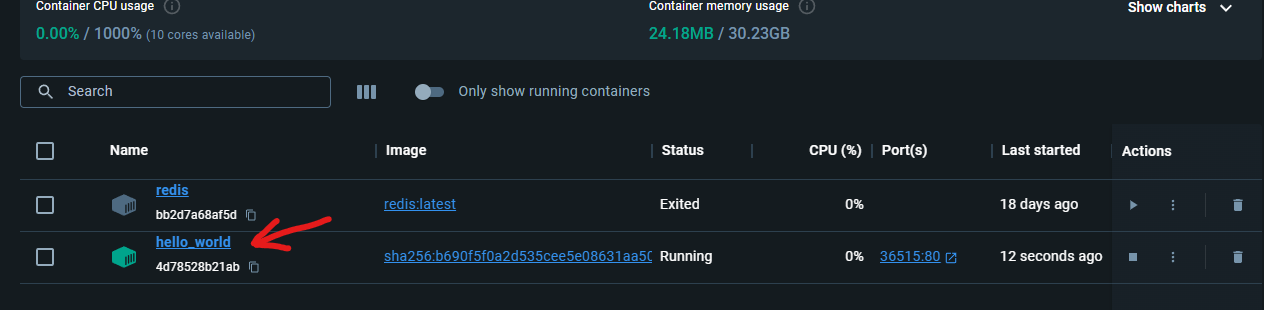 Container CPU usage
Container memory usage
Show charts
0.00% / 1000% (10 cores available)
24.18MB / 30.23GB
Search
Only show running containers
Name Image Status CPU (%) Port(s) Last started Actions
redis
bb2d7a68af5d
redis:latest Exited 0% 18 days ago
hello_world
4d78528b21ab
sha256:b690f5f0a2d535cee5e08631aa50 Running 0% 36515:80 12 seconds ago